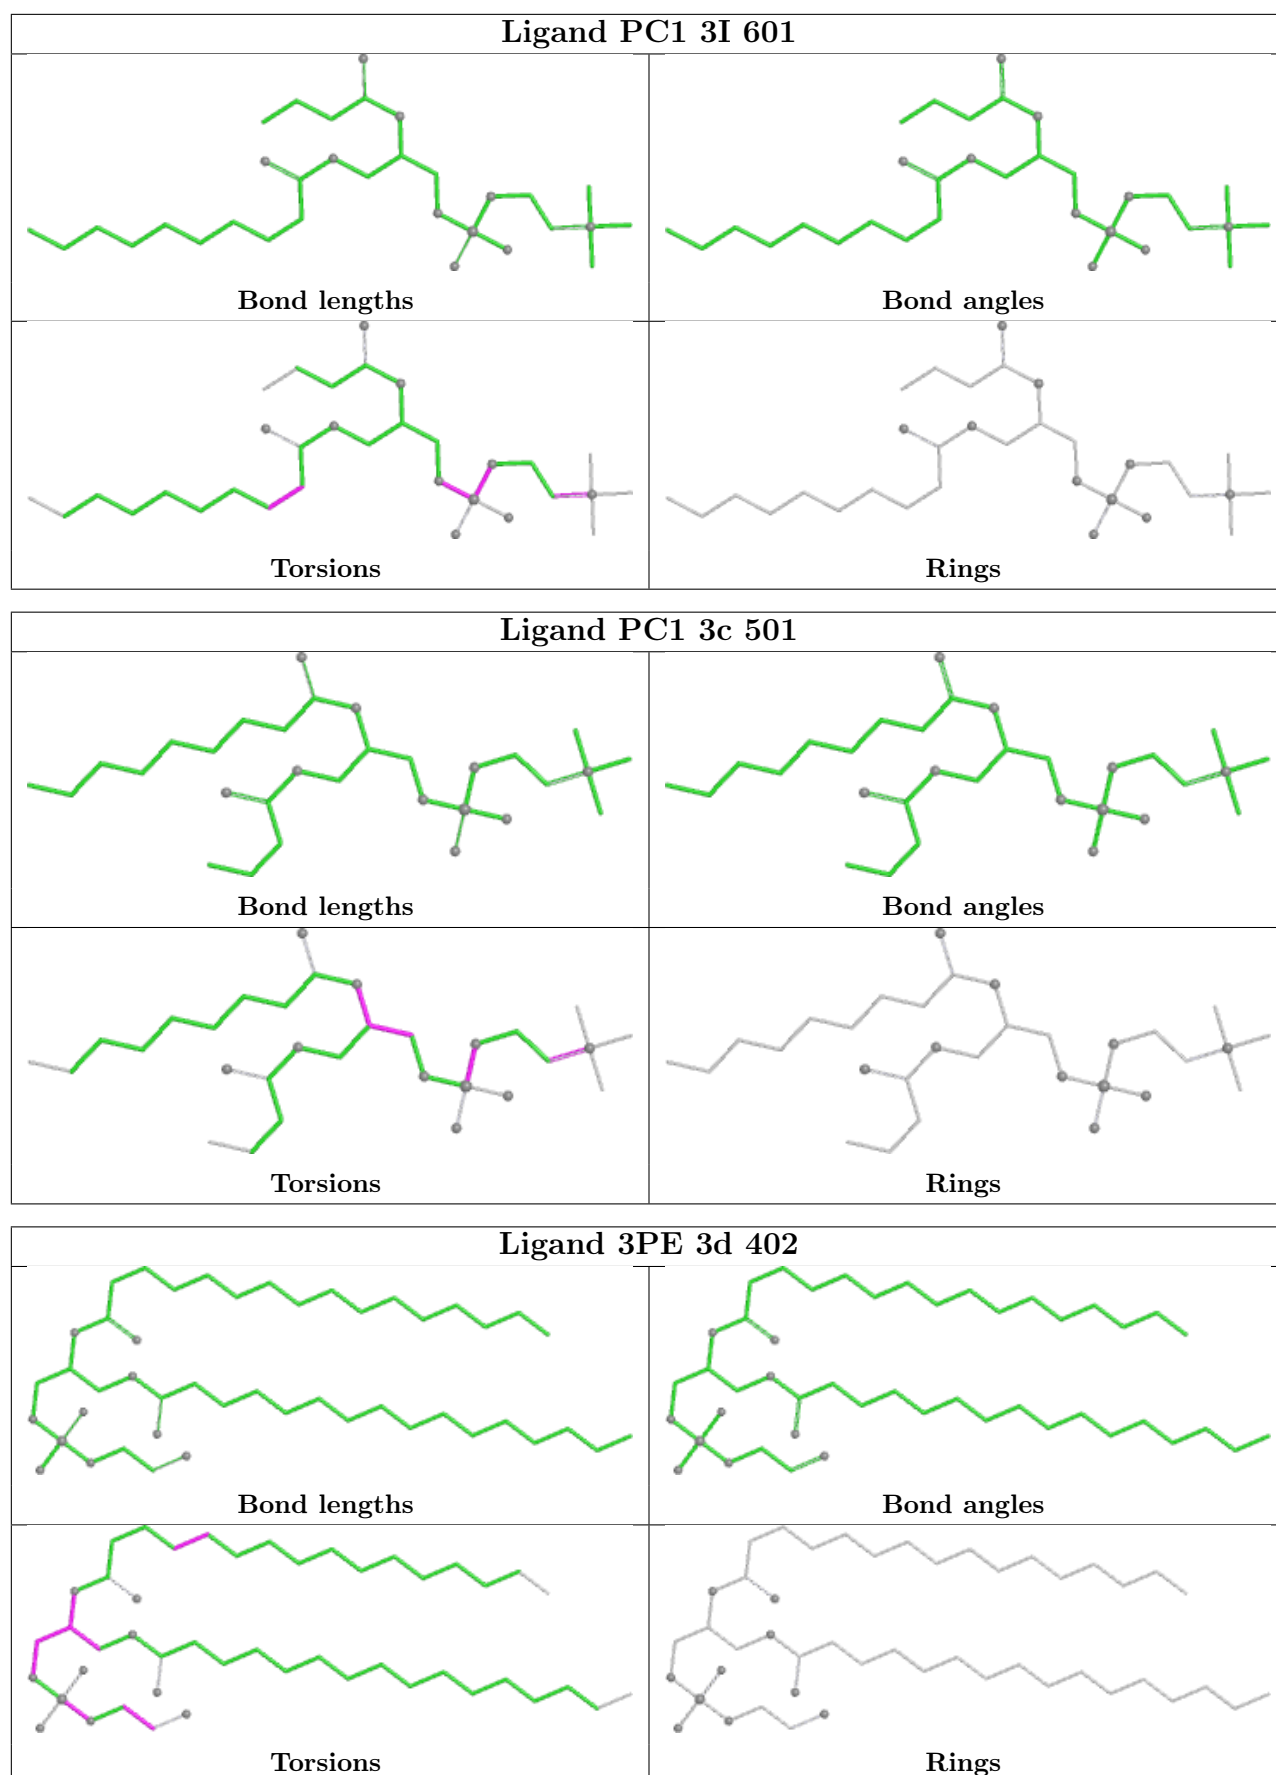 Ligand PC1 3I 601
Bond lengths
Bond angles
Torsions
Rings
Ligand PC1 3c 501
Bond lengths
Bond angles
Torsions
Rings
Ligand 3PE 3d 402
Bond lengths
Bond angles
Torsions
Rings